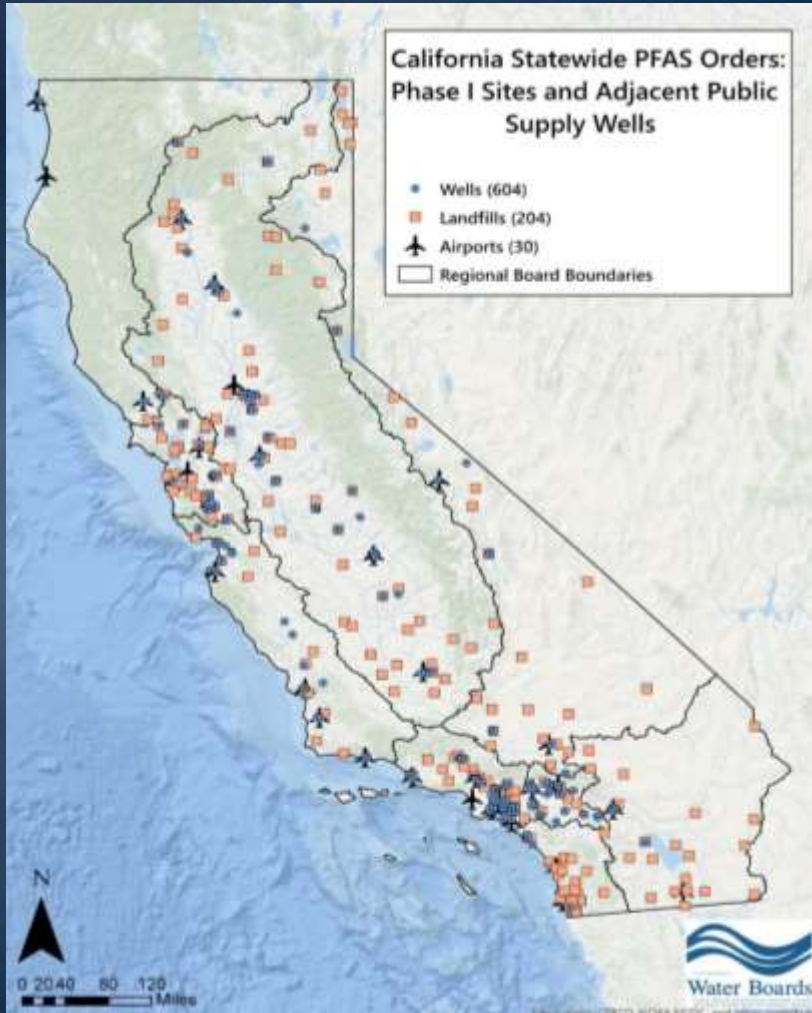 California Statewide PFAS Orders:
Phase I Sites and Adjacent Public
Supply Wells
Wells (604)
Landfills (204)
Airports (30)
Regional Board Boundaries
N
0 20 40 80 120
Miles
Water Boards